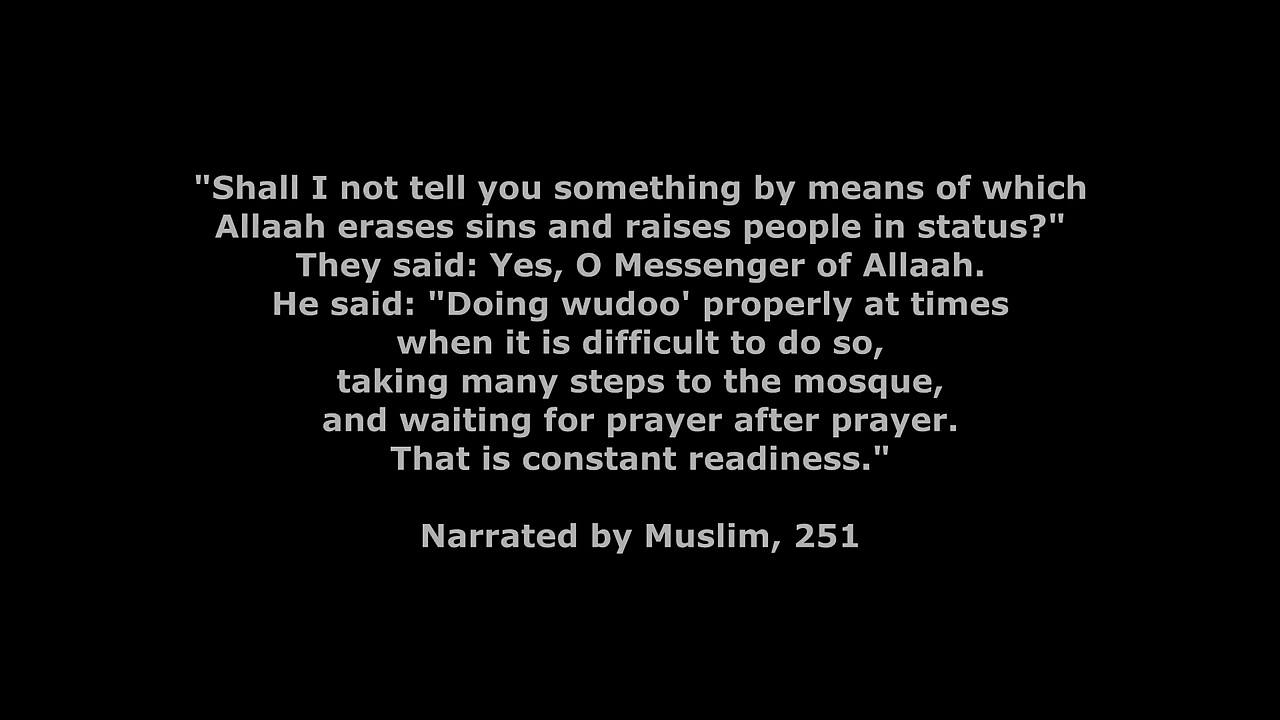 "Shall I not tell you something by means of which
Allaah erases sins and raises people in status?"
They said: Yes, O Messenger of Allaah.
He said: "Doing wudoo' properly at times
when it is difficult to do so,
taking many steps to the mosque,
and waiting for prayer after prayer.
That is constant readiness."
Narrated by Muslim, 251